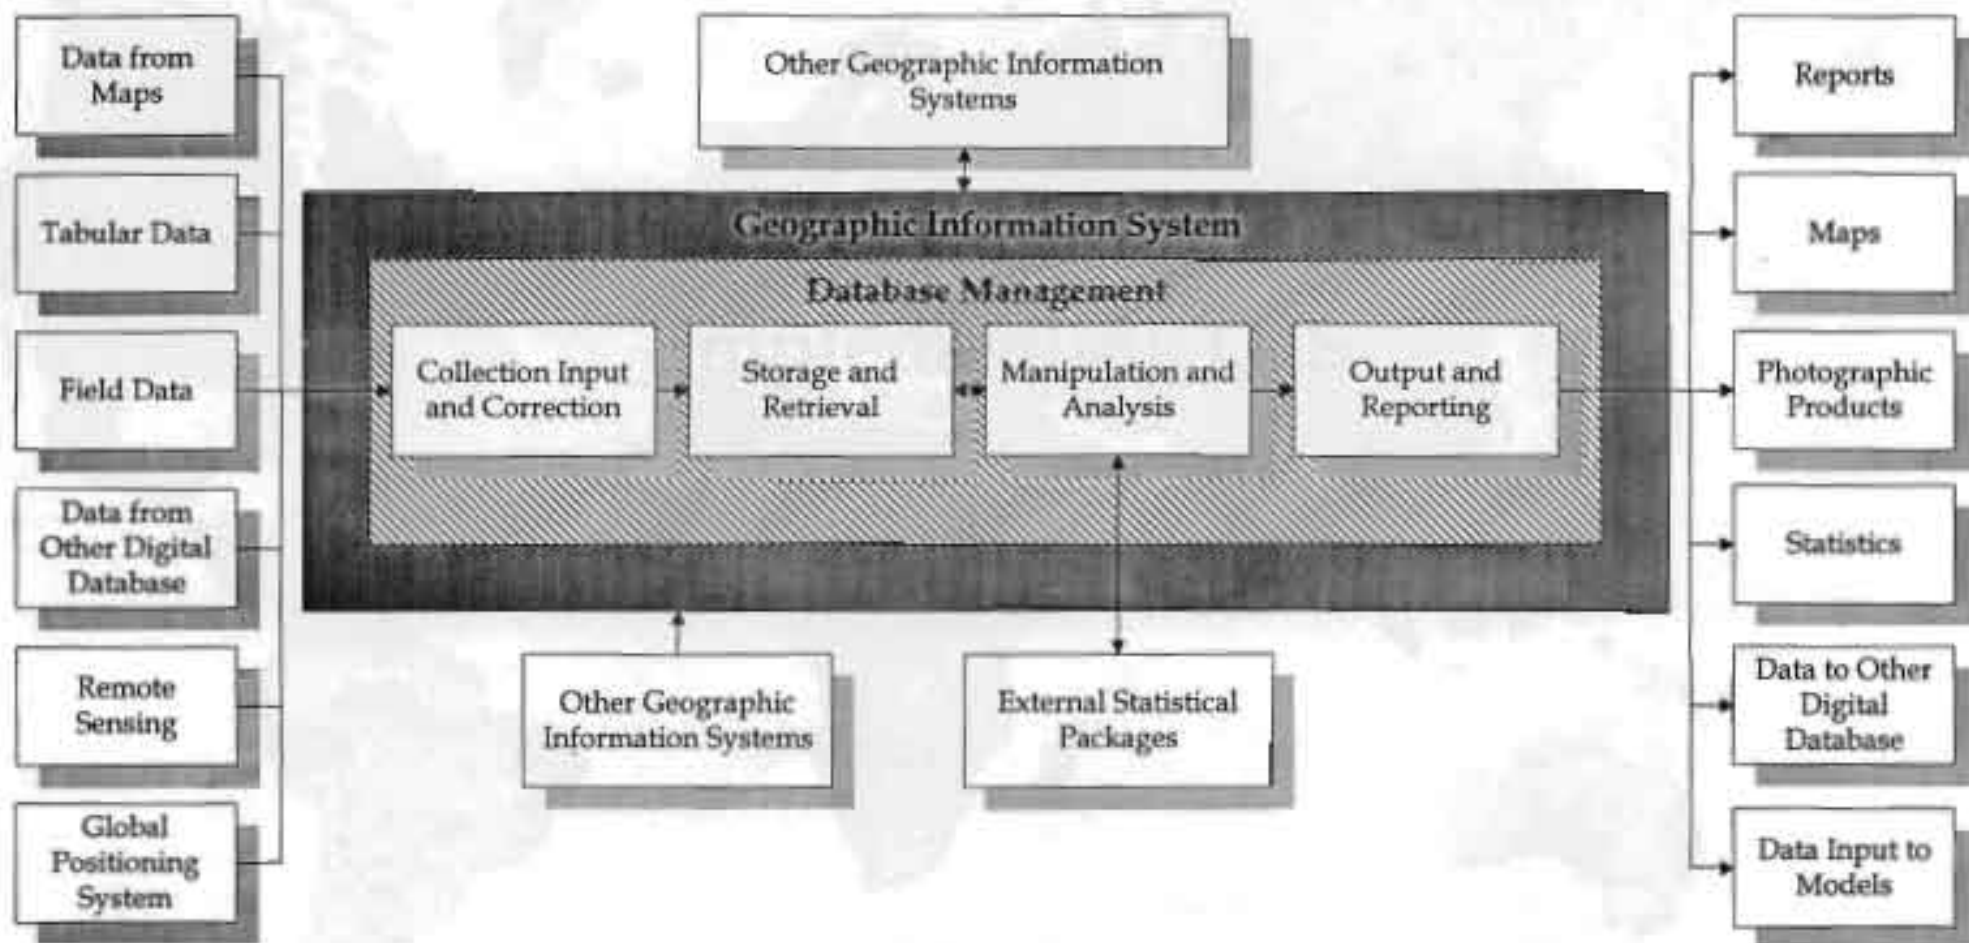 Data from
Maps
Tabular Data
Field Data
Data from
Other Digital
Database
Remote
Sensing
Global
Positioning
System
Other Geographic Information
Systems
Geographic Information System
Database Management
Collection Input
and Correction
Storage and
Retrieval
Manipulation and
Analysis
Output and
Reporting
Other Geographic
Information Systems
External Statistical
Packages
Reports
Maps
Photographic
Products
Statistics
Data to Other
Digital
Database
Data Input to
Models